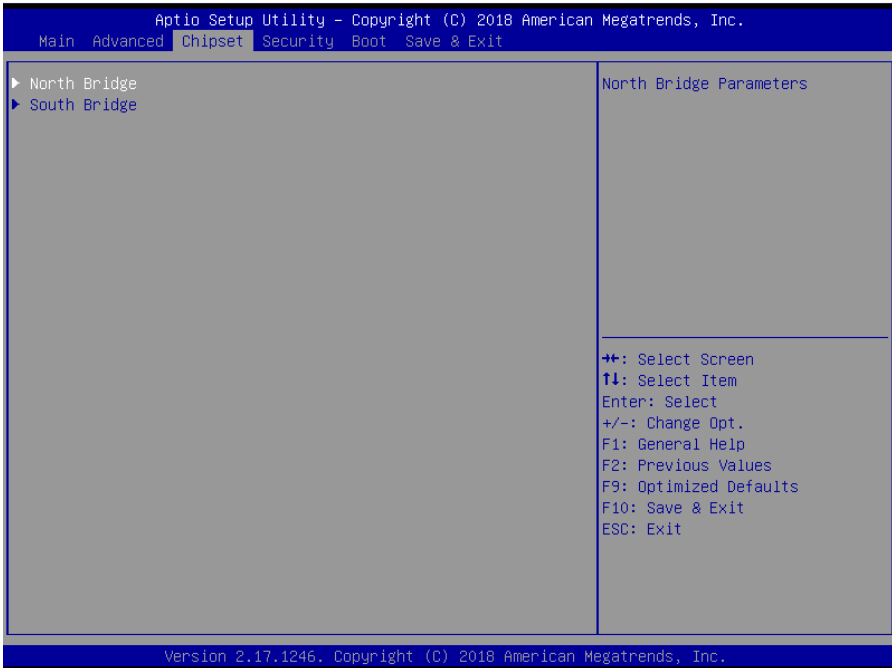 Aptio Setup Utility – Copyright (C) 2018 American Megatrends, Inc.
Main Advanced Chipset Security Boot Save & Exit
▶ North Bridge
▶ South Bridge
North Bridge Parameters
→←: Select Screen
↑↓: Select Item
Enter: Select
+/-: Change Opt.
F1: General Help
F2: Previous Values
F9: Optimized Defaults
F10: Save & Exit
ESC: Exit
Version 2.17.1246. Copyright (C) 2018 American Megatrends, Inc.